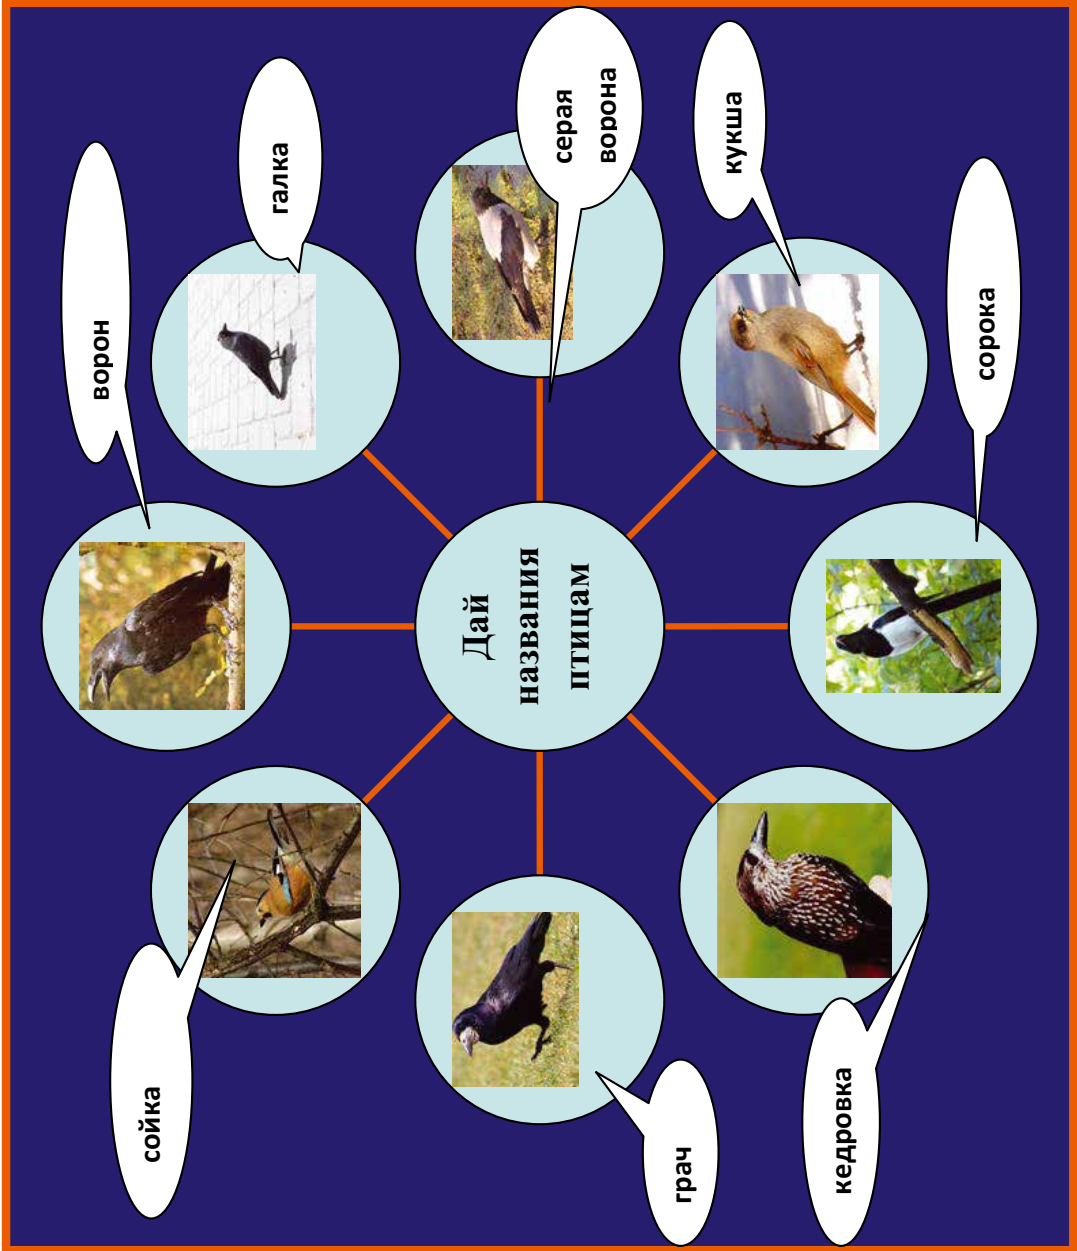 Дай
названия
птицам
ворон
галка
серая
ворона
кукша
сорока
кедровка
грач
сойка